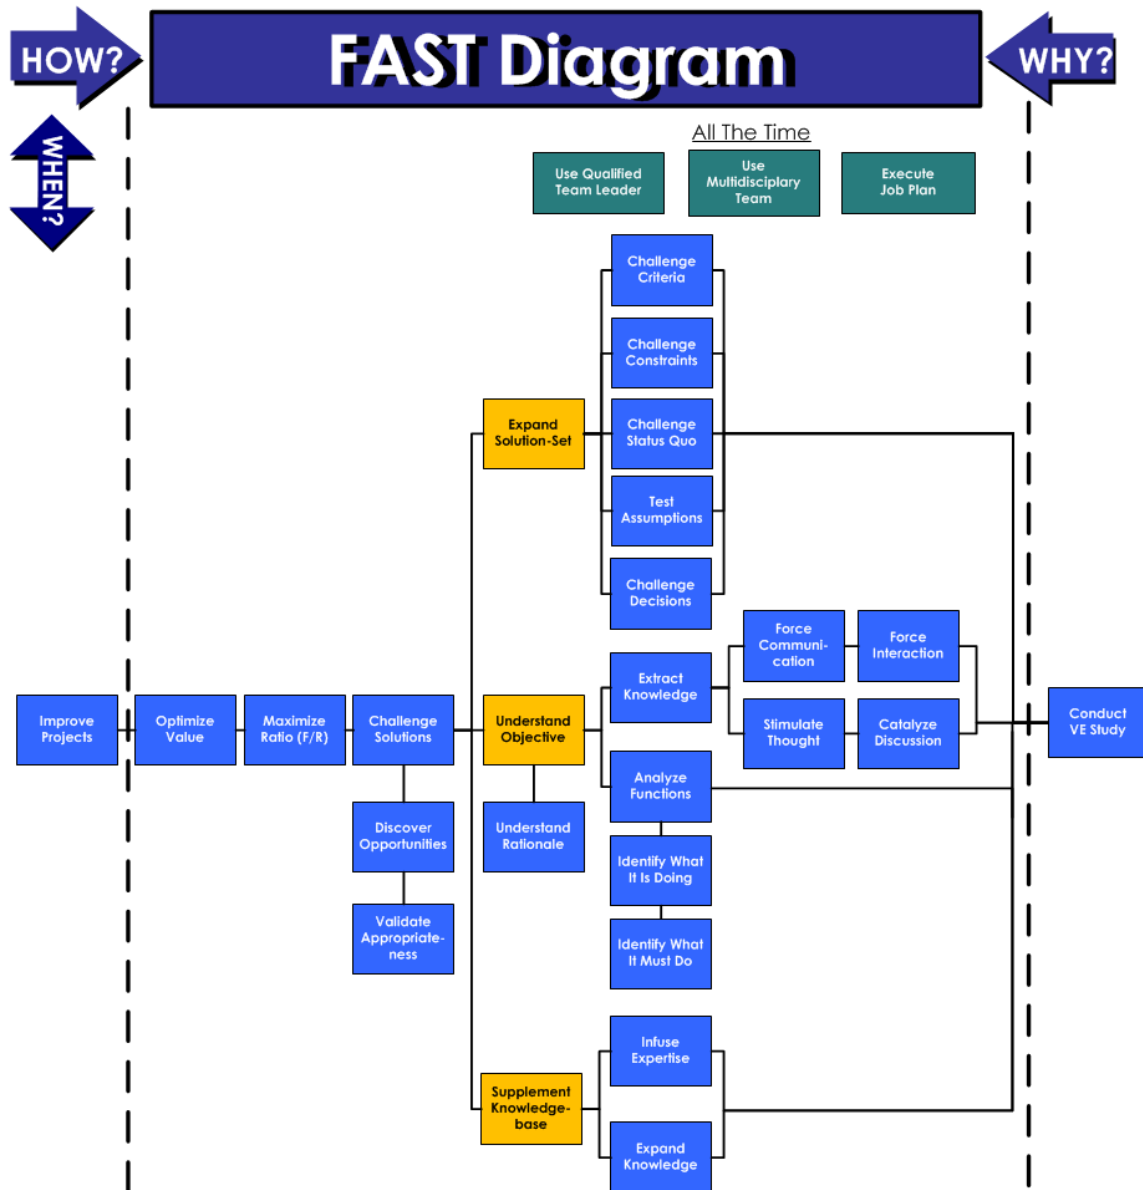 HOW?
FAST Diagram
WHY?
WHEN?
All The Time
Use Qualified
Team Leader
Use
Multidisciplary
Team
Execute
Job Plan
Challenge
Criteria
Challenge
Constraints
Expand
Solution-Set
Challenge
Status Quo
Test
Assumptions
Challenge
Decisions
Force
Communi-
cation
Force
Interaction
Extract
Knowledge
Improve
Projects
Optimize
Value
Maximize
Ratio (F/R)
Challenge
Solutions
Understand
Objective
Stimulate
Thought
Catalyze
Discussion
Conduct
VE Study
Analyze
Functions
Discover
Opportunities
Understand
Rationale
Identify What
It Is Doing
Validate
Appropriate-
ness
Identify What
It Must Do
Infuse
Expertise
Supplement
Knowledge-
base
Expand
Knowledge